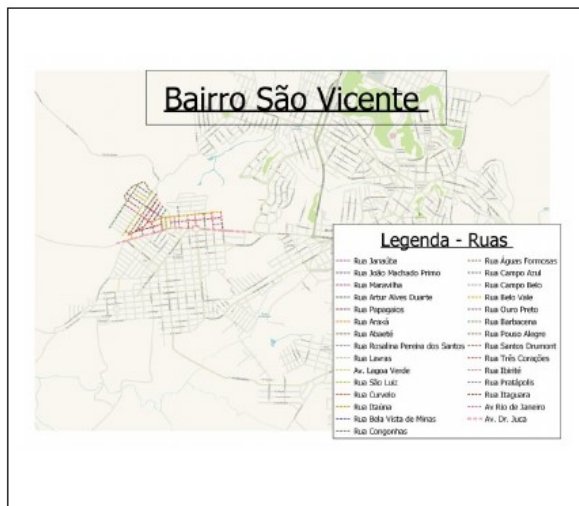 Bairro São Vicente
Legenda - Ruas
Rua Janaúba
Rua João Machado Primo
Rua Maravilha
Rua Artur Alves Duarte
Rua Papagaios
Rua Araxá
Rua Abaeté
Rua Rosalina Pereira dos Santos
Rua Lavras
Av. Lagoa Verde
Rua São Luiz
Rua Curvelo
Rua Itaúna
Rua Bela Vista de Minas
Rua Congonhas
Rua Águas Formosas
Rua Campo Azul
Rua Campo Belo
Rua Belo Vale
Rua Ouro Preto
Rua Barbacena
Rua Pouso Alegre
Rua Santos Drumont
Rua Três Corações
Rua Ibirité
Rua Pratápolis
Rua Itaguara
Av Rio de Janeiro
Av. Dr. Juca